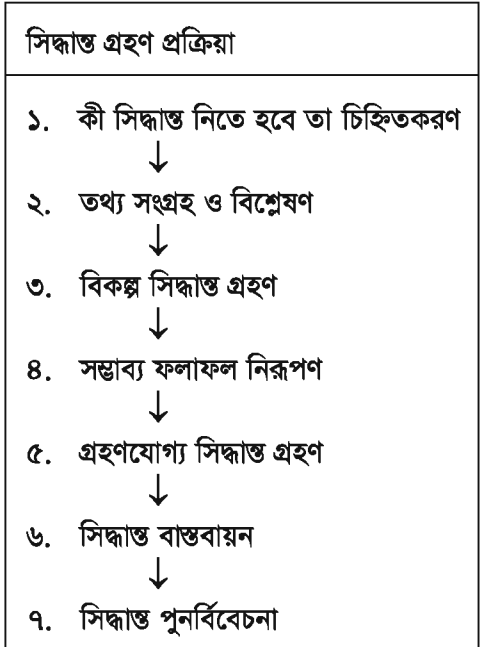 সিদ্ধান্ত গ্রহণ প্রক্রিয়া
১. কী সিদ্ধান্ত নিতে হবে তা চিহ্নিতকরণ
↓
২. তথ্য সংগ্রহ ও বিশ্লেষণ
↓
৩. বিকল্প সিদ্ধান্ত গ্রহণ
↓
৪. সম্ভাব্য ফলাফল নিরূপণ
↓
৫. গ্রহণযোগ্য সিদ্ধান্ত গ্রহণ
↓
৬. সিদ্ধান্ত বাস্তবায়ন
↓
৭. সিদ্ধান্ত পুনর্বিবেচনা